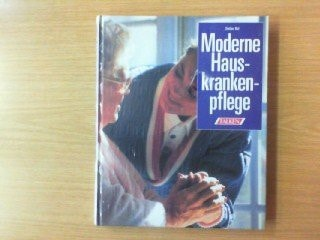 Moderne
Haus-
kranken-
pflege